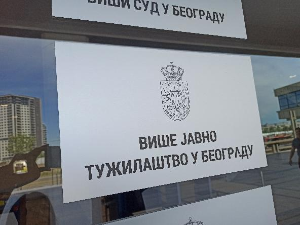 ВИШИ СУД У БЕОГРАДУ
ВИШЕ ЈАВНО
ТУЖИЛАШТВО У БЕОГРАДУ